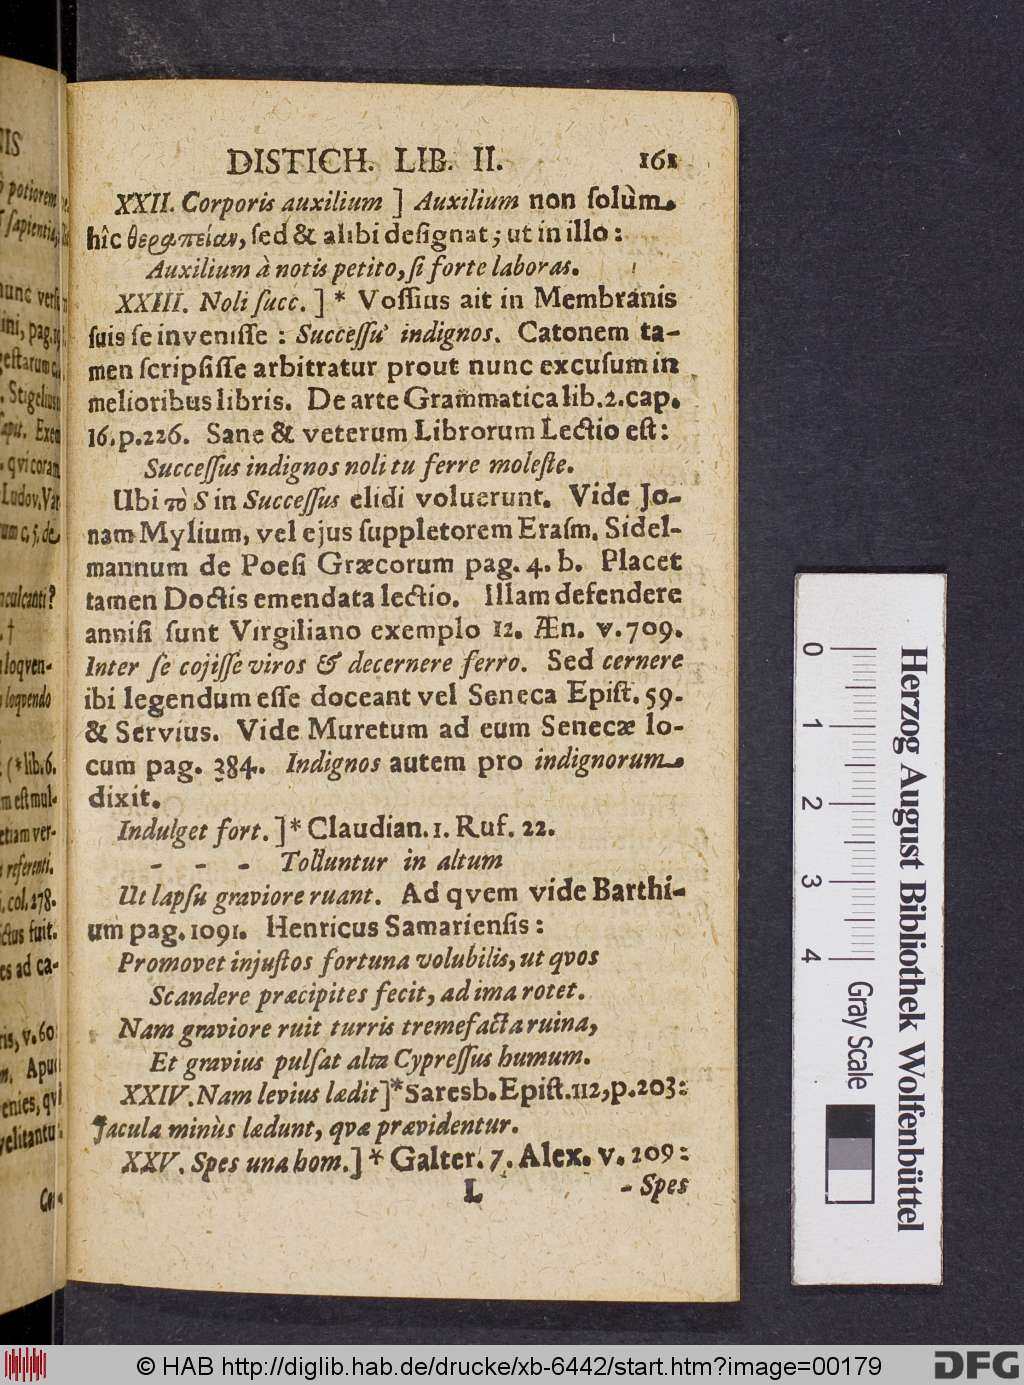 DISTICH. LIB. II. 161
XXII. Corporis auxilium ] Auxilium non solùm
hîc θεραπείαν, sed & alibi designat; ut in illo:
Auxilium à notis petito, si forte laboras.
XXIII. Noli succ. ] * Vossius ait in Membranis
suis se invenisse : Successu' indignos. Catonem ta-
men scripsisse arbitratur prout nunc excusum in
melioribus libris. De arte Grammatica lib. 2. cap.
16. p. 226. Sane & veterum Librorum Lectio est:
Successus indignos noli tu ferre moleste.
Ubi τὸ S in Successus elidi voluerunt. Vide Jo-
nam Mylium, vel ejus suppletorem Erasm. Sidel-
mannum de Poesi Græcorum pag. 4. b. Placet
tamen Doctis emendata lectio. Illam defendere
annisi sunt Virgiliano exemplo 12. Æn. v. 709.
Inter se cojisse viros & decernere ferro. Sed cernere
ibi legendum esse doceant vel Seneca Epist. 59.
& Servius. Vide Muretum ad eum Senecæ lo-
cum pag. 384. Indignos autem pro indignorum
dixit.
Indulget fort. ] * Claudian. 1. Ruf. 22.
- - - Tolluntur in altum
Ut lapsu graviore ruant. Ad qvem vide Barthi-
um pag. 1091. Henricus Samariensis :
Promovet injustos fortuna volubilis, ut qvos
Scandere præcipites fecit, ad ima rotet.
Nam graviore ruit turris tremefacta ruina,
Et gravius pulsat alta Cypressus humum.
XXIV. Nam levius lædit ] * Saresb. Epist. 112, p. 203:
Jacula minùs lædunt, qvæ prævidentur.
XXV. Spes una hom. ] * Galter. 7. Alex. v. 209:
L - Spes
0 1 2 3 4
Gray Scale
Herzog August Bibliothek Wolfenbüttel
© HAB http://diglib.hab.de/drucke/xb-6442/start.htm?image=00179
DFG